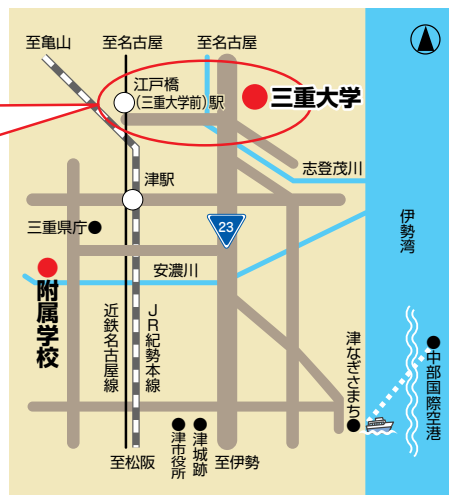 至亀山
至名古屋
至名古屋
江戸橋
(三重大学前)駅
三重大学
志登茂川
津駅
三重県庁
23
伊勢湾
安濃川
附属学校
近鉄名古屋線
JR紀勢本線
津なぎさまち
中部国際空港
津市役所
津城跡
至松阪
至伊勢